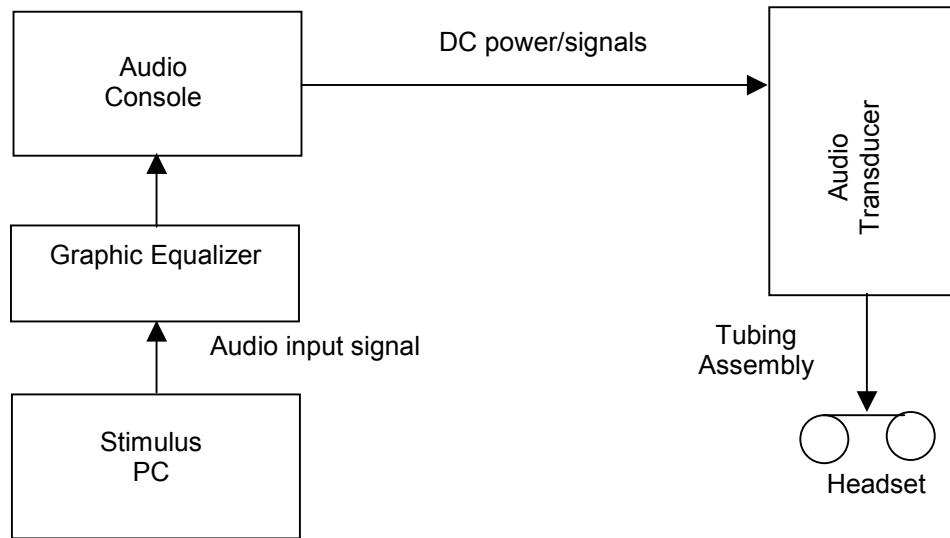 Audio
Console
DC power/signals
Audio
Transducer
Graphic Equalizer
Audio input signal
Stimulus
PC
Tubing
Assembly
Headset